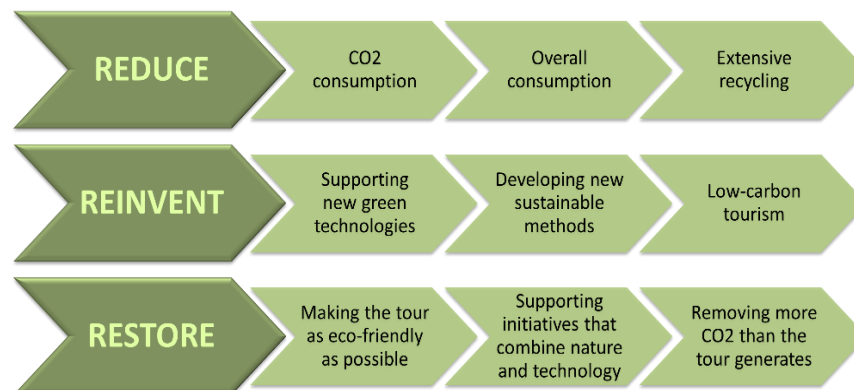 REDUCE
CO2
consumption
Overall
consumption
Extensive
recycling
REINVENT
Supporting
new green
technologies
Developing new
sustainable
methods
Low-carbon
tourism
RESTORE
Making the tour
as eco-friendly
as possible
Supporting
initiatives that
combine nature
and technology
Removing more
CO2 than the
tour generates